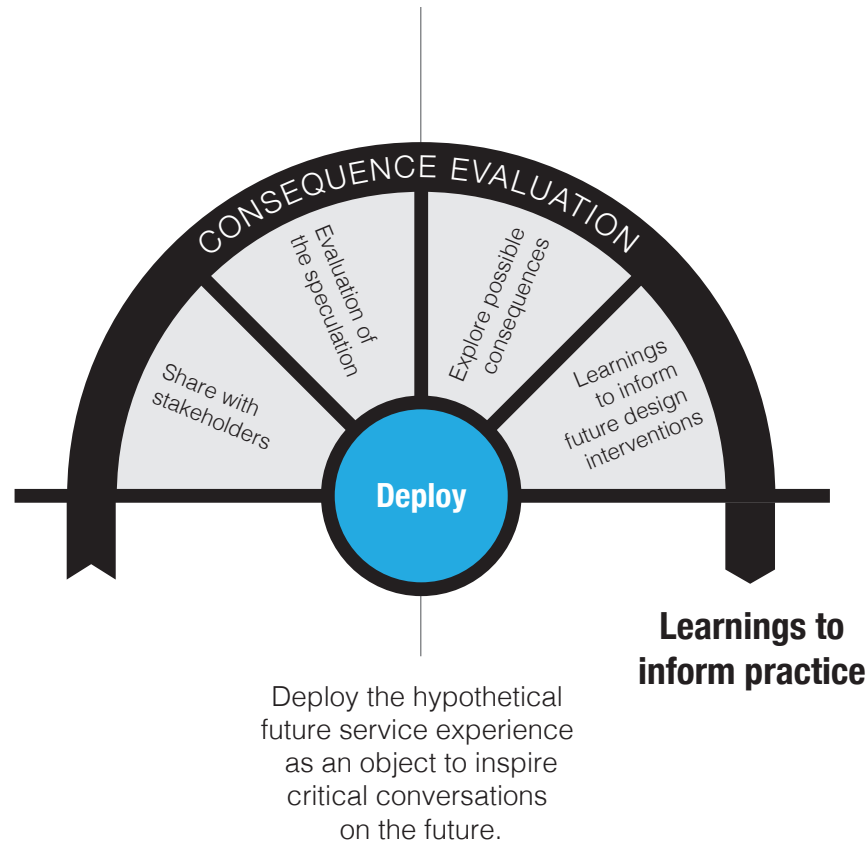 CONSEQUENCE EVALUATION
Share with
stakeholders
Evaluation of
the speculation
Explore possible
consequences
Learnings
to inform
future design
interventions
Deploy
Learnings to
inform practice
Deploy the hypothetical
future service experience
as an object to inspire
critical conversations
on the future.